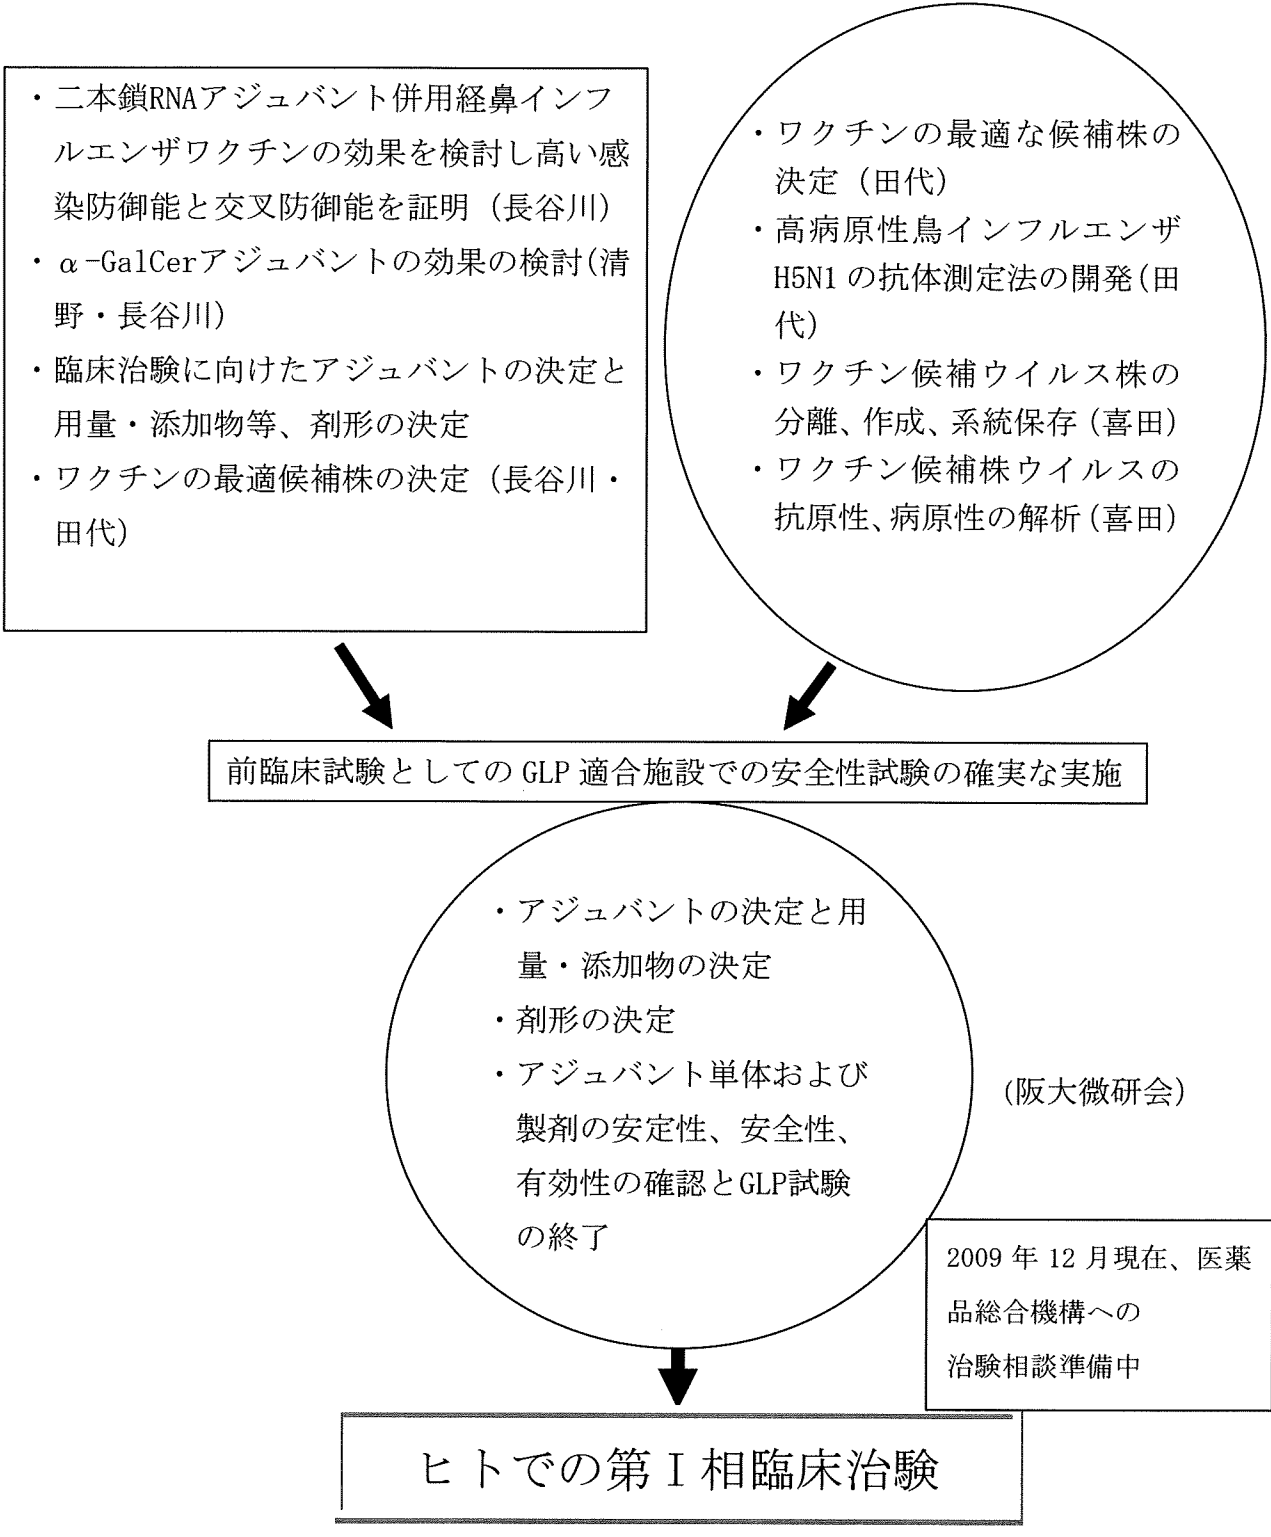 ・二本鎖RNAアジュバント併用経鼻インフ
ルエンザワクチンの効果を検討し高い感
染防御能と交叉防御能を証明（長谷川）
・α-GalCerアジュバントの効果の検討(清
野・長谷川）
・臨床治験に向けたアジュバントの決定と
用量・添加物等、剤形の決定
・ワクチンの最適候補株の決定（長谷川・
田代）
・ワクチンの最適な候補株の
決定（田代）
・高病原性鳥インフルエンザ
H5N1の抗体測定法の開発(田
代）
・ワクチン候補ウイルス株の
分離、作成、系統保存（喜田）
・ワクチン候補株ウイルスの
抗原性、病原性の解析（喜田）
前臨床試験としての GLP 適合施設での安全性試験の確実な実施
・アジュバントの決定と用
量・添加物の決定
・剤形の決定
・アジュバント単体および
製剤の安定性、安全性、
有効性の確認とGLP試験
の終了
（阪大微研会）
2009 年 12 月現在、医薬
品総合機構への
治験相談準備中
ヒトでの第Ⅰ相臨床治験